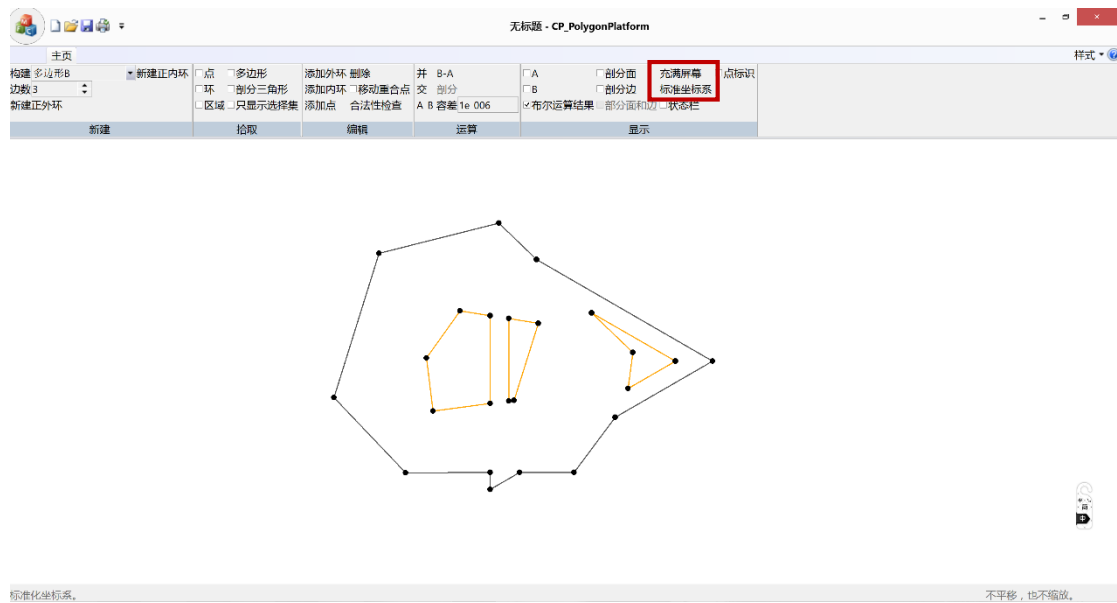 无标题 - CP_PolygonPlatform
主页 样式
构建 多边形B 新建正内环 点 多边形 添加外环 删除 并 B-A A 剖分面 充满屏幕 点标识
边数 3 环 剖分三角形 添加内环 移动重合点 交 剖分 B 剖分边 标准坐标系
新建正外环 区域 只显示选择集 添加点 合法性检查 A B 容差 1e 006 布尔运算结果 部分面和边 状态栏
新建 拾取 编辑 运算 显示
标准化坐标系。 不平移，也不缩放。